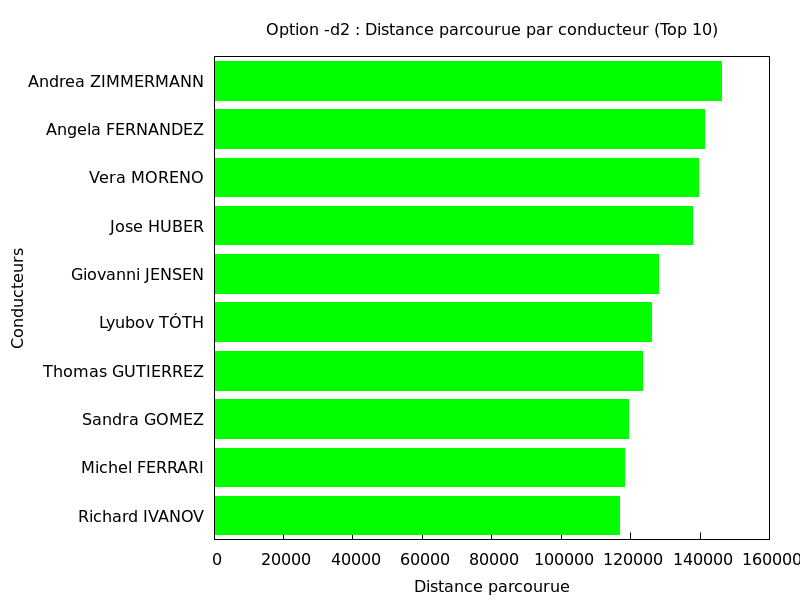 Option -d2 : Distance parcourue par conducteur (Top 10)
Andrea ZIMMERMANN
Angela FERNANDEZ
Vera MORENO
Jose HUBER
Giovanni JENSEN
Lyubov TÓTH
Thomas GUTIERREZ
Sandra GOMEZ
Michel FERRARI
Richard IVANOV
Conducteurs
0 20000 40000 60000 80000 100000 120000 140000 160000
Distance parcourue